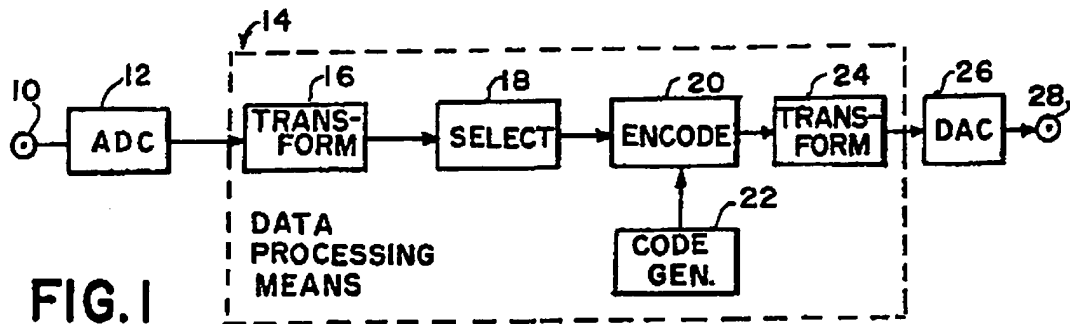 14
10
12
16
18
20
24
26
28
ADC
TRANS-
FORM
SELECT
ENCODE
TRANS-
FORM
DAC
22
CODE
GEN.
DATA
PROCESSING
MEANS
FIG. 1